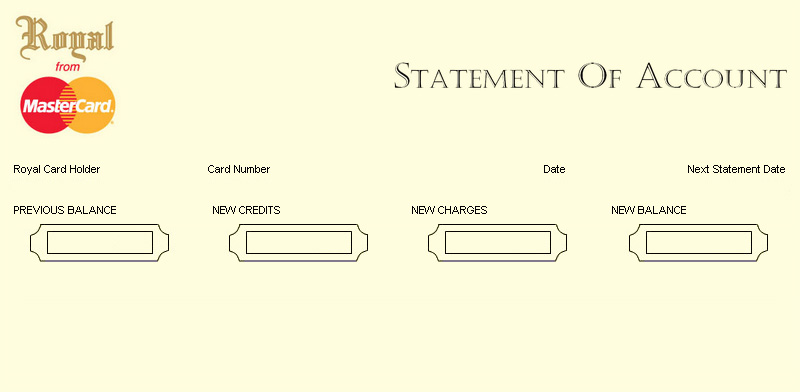 Royal
from
MasterCard
STATEMENT OF ACCOUNT
Royal Card Holder Card Number Date Next Statement Date
PREVIOUS BALANCE NEW CREDITS NEW CHARGES NEW BALANCE